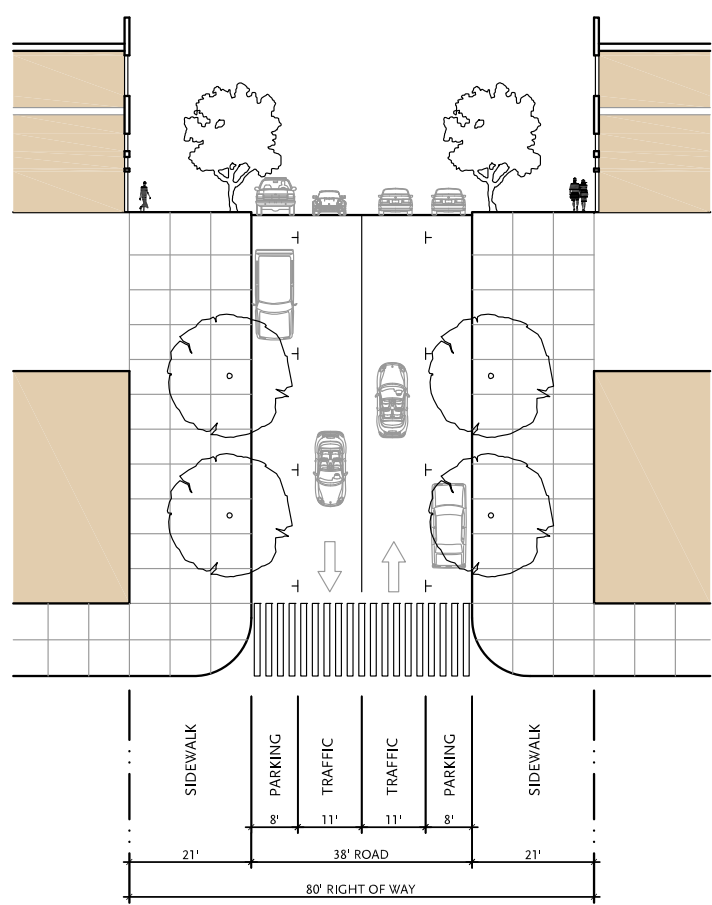 SIDEWALK
PARKING
TRAFFIC
TRAFFIC
PARKING
SIDEWALK
8'
11'
11'
8'
21'
38' ROAD
21'
80' RIGHT OF WAY